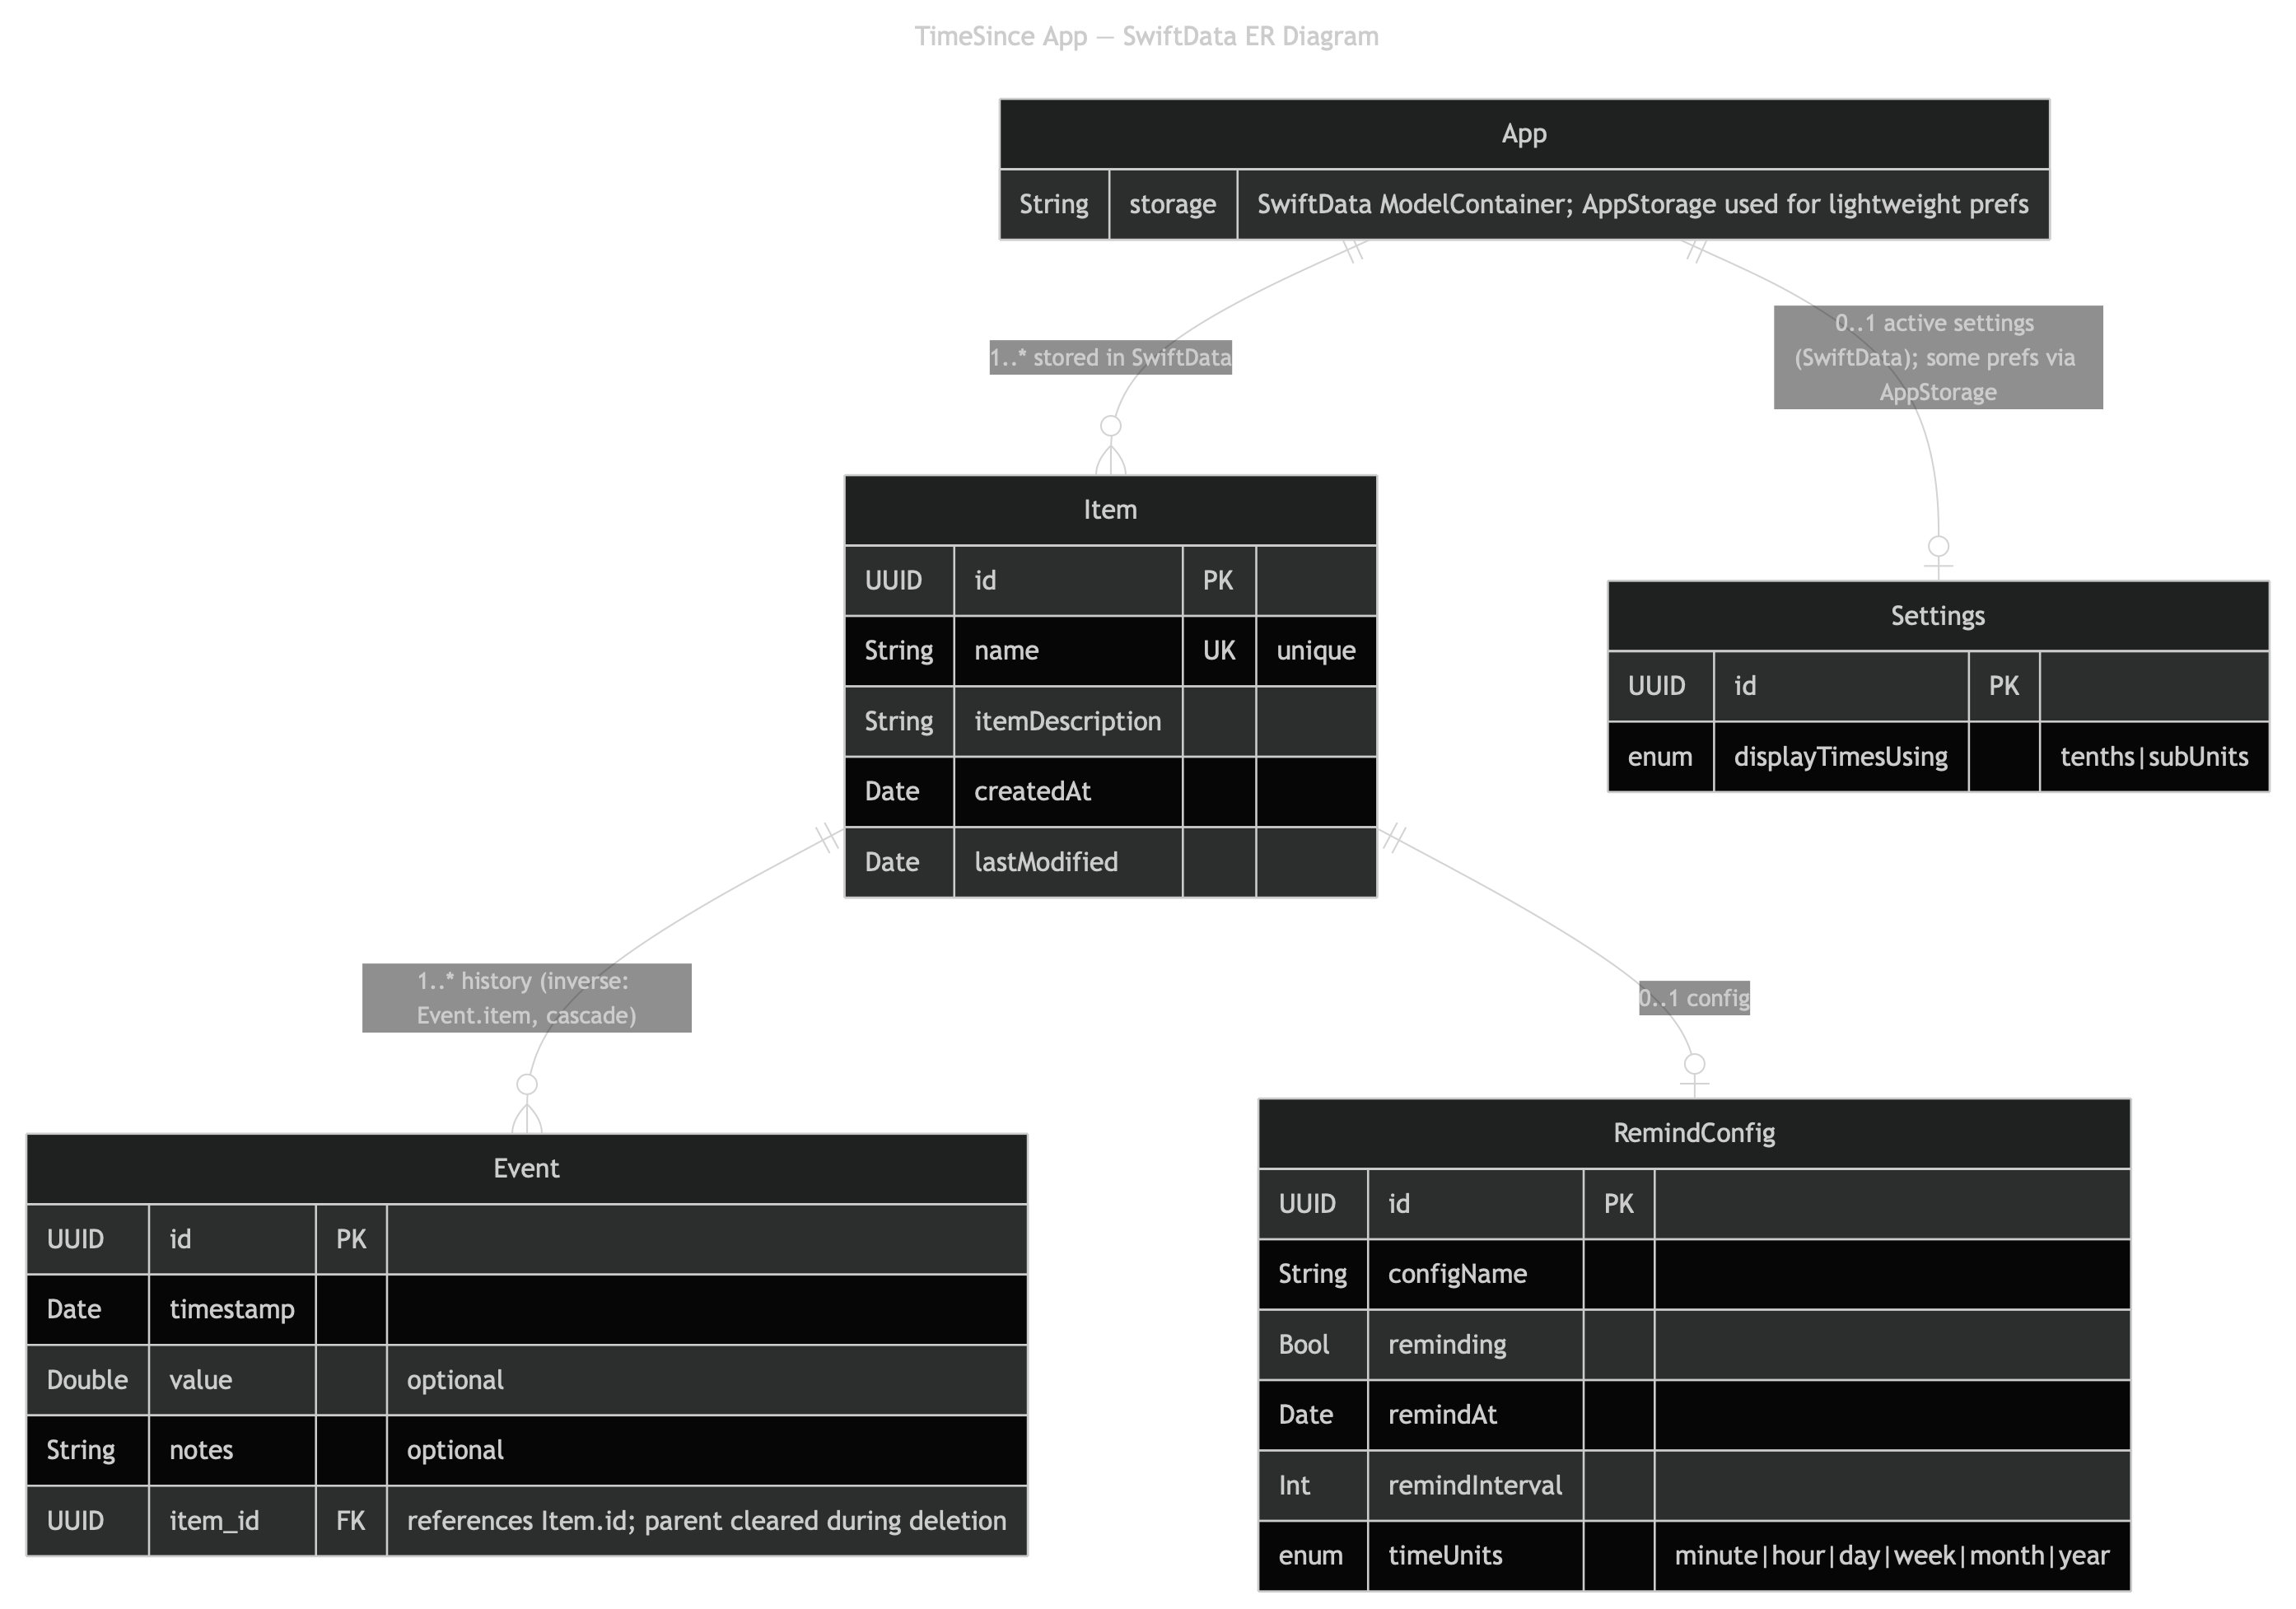 TimeSince App — SwiftData ER Diagram
App
String storage SwiftData ModelContainer; AppStorage used for lightweight prefs
1..* stored in SwiftData
0..1 active settings
(SwiftData); some prefs via
AppStorage
Item
UUID id PK
String name UK unique
String itemDescription
Date createdAt
Date lastModified
Settings
UUID id PK
enum displayTimesUsing tenths|subUnits
1..* history (inverse:
Event.item, cascade)
0..1 config
Event
UUID id PK
Date timestamp
Double value optional
String notes optional
UUID item_id FK references Item.id; parent cleared during deletion
RemindConfig
UUID id PK
String configName
Bool reminding
Date remindAt
Int remindInterval
enum timeUnits minute|hour|day|week|month|year